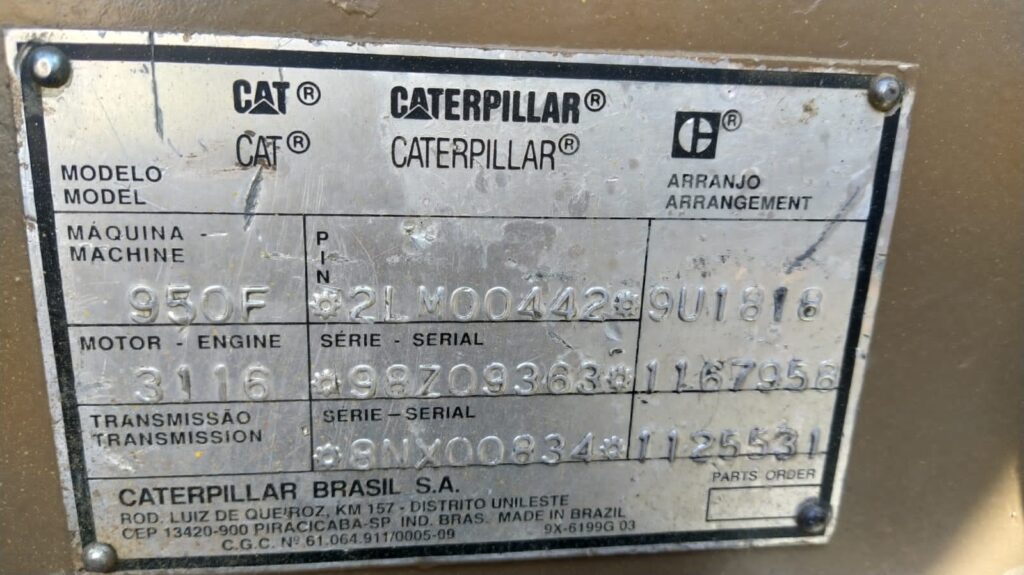 CAT® CATERPILLAR® ®
CAT® CATERPILLAR®
MODELO ARRANJO
MODEL ARRANGEMENT
MÁQUINA - PIN
MACHINE
950F *2LM00442* 9U1818
MOTOR - ENGINE SÉRIE - SERIAL
3116 *98Z09363* 1167958
TRANSMISSÃO SÉRIE - SERIAL
TRANSMISSION
*8NX00834* 1125531
PARTS ORDER
CATERPILLAR BRASIL S.A.
ROD. LUIZ DE QUEIROZ, KM 157 - DISTRITO UNILESTE
CEP 13420-900 PIRACICABA-SP IND. BRAS. MADE IN BRAZIL
C.G.C. Nº 61.064.911/0005-09 9X-6199G 03